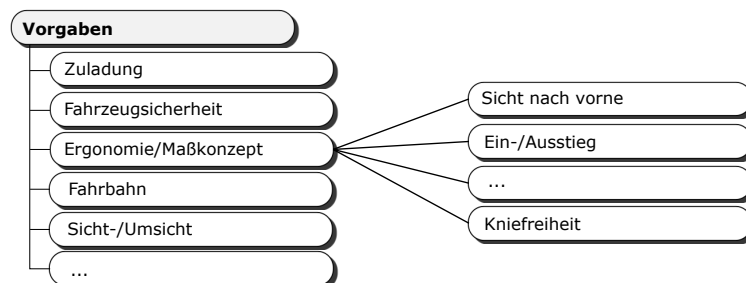 Vorgaben
Zuladung
Fahrzeugsicherheit
Ergonomie/Maßkonzept
Fahrbahn
Sicht-/Umsicht
...
Sicht nach vorne
Ein-/Ausstieg
...
Kniefreiheit